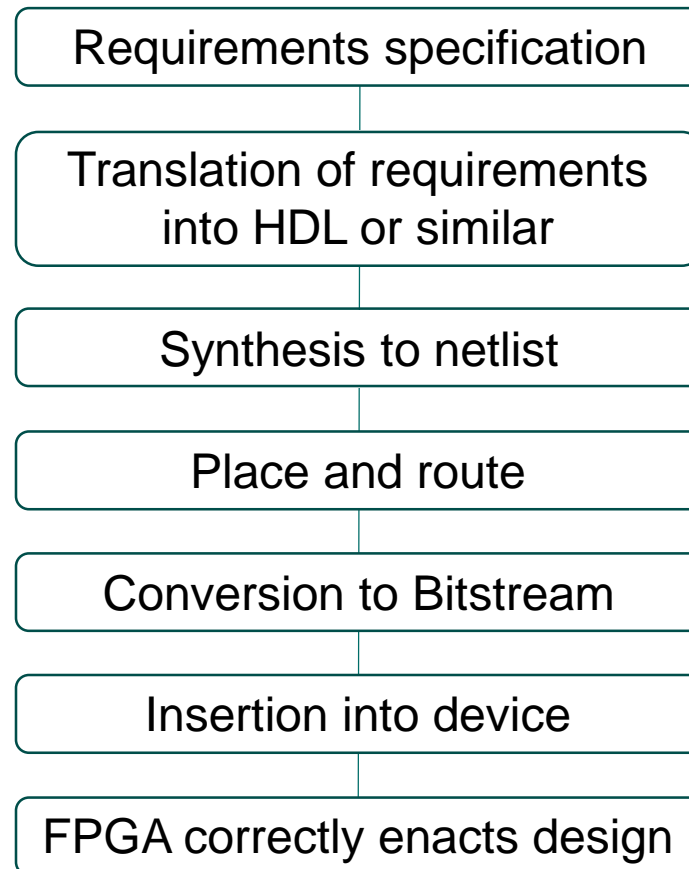 Requirements specification
Translation of requirements
into HDL or similar
Synthesis to netlist
Place and route
Conversion to Bitstream
Insertion into device
FPGA correctly enacts design